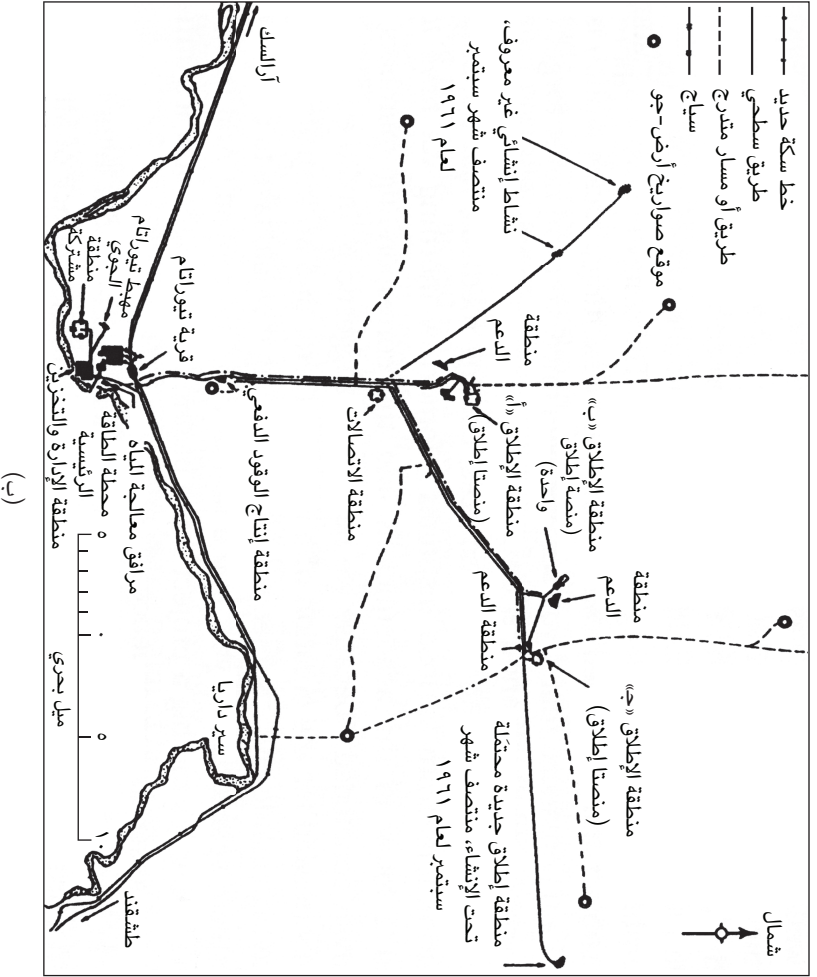 خط سكة حديد
طريق سطحي
طريق أو مسار متدرج
سياج
موقع صواريخ أرض-جو
شمال
نشاط إنشائي غير معروف،
منتصف شهر سبتمبر
لعام ١٩٦١
آرالسك
منطقة
الدعم
منطقة الإطلاق «أ»
(منصتا إطلاق)
منطقة الإطلاق «ب»
(منصة إطلاق
واحدة)
منطقة
الدعم
منطقة الدعم
منطقة الإطلاق «ج»
(منصتا إطلاق)
منطقة إطلاق جديدة محتملة
تحت الإنشاء، منتصف شهر
سبتمبر لعام ١٩٦١
منطقة الاتصالات
منطقة إنتاج الوقود الدفعي
قرية تيوراتام
مهبط تيوراتام
الجوي
منطقة
مشتركة
مرافق معالجة المياه
محطة الطاقة
الرئيسية
منطقة الإدارة والتخزين
سير داريا
طشقند
٥ ٠ ٥ ١٠
ميل بحري
(ب)